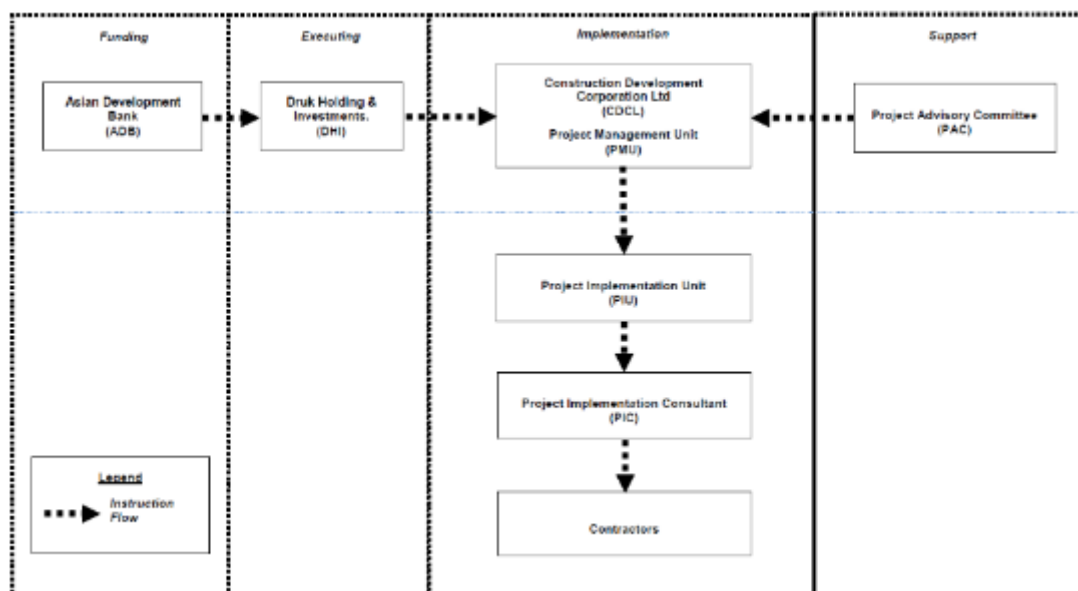 Funding
Executing
Implementation
Support
Asian Development
Bank
(ADB)
Druk Holding &
Investments.
(DHI)
Construction Development
Corporation Ltd
(CDCL)
Project Management Unit
(PMU)
Project Advisory Committee
(PAC)
Project Implementation Unit
(PIU)
Project Implementation Consultant
(PIC)
Contractors
Legend
Instruction
Flow